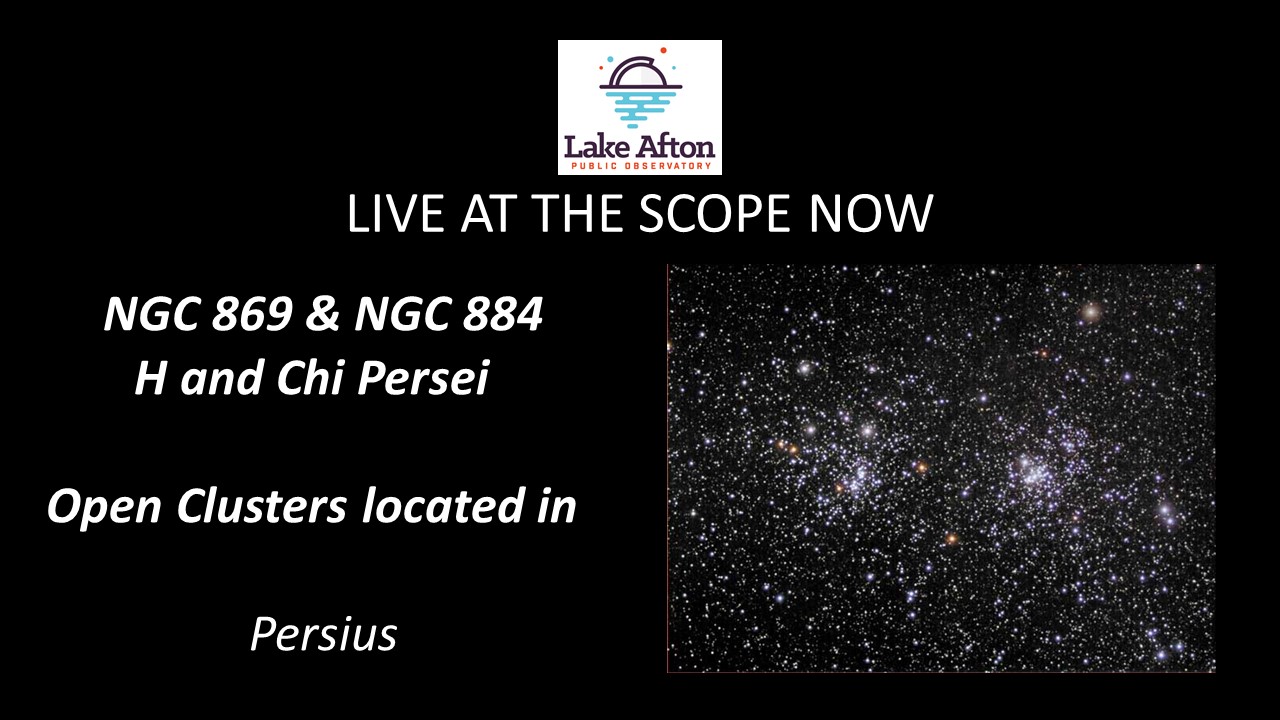 Lake Afton
PUBLIC OBSERVATORY
LIVE AT THE SCOPE NOW
NGC 869 & NGC 884
H and Chi Persei
Open Clusters located in
Persius